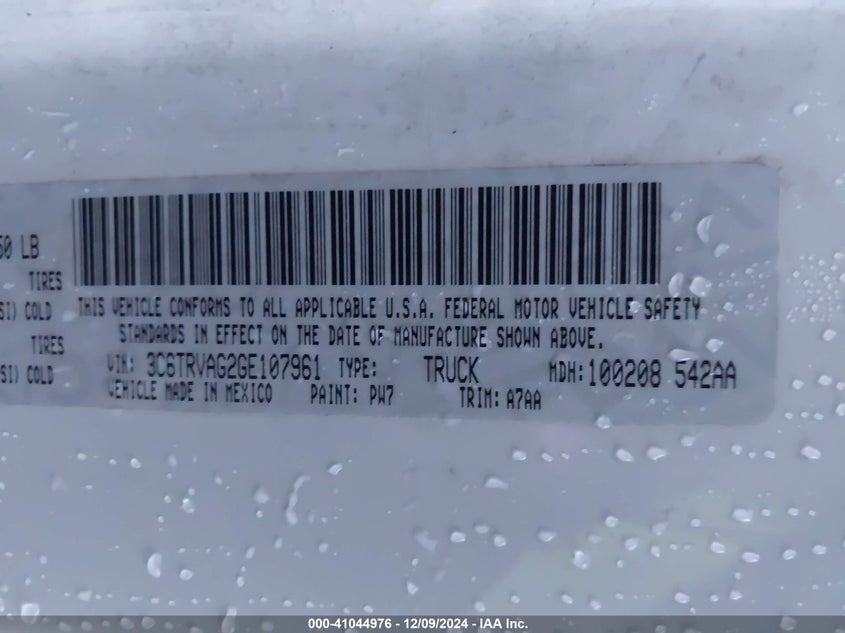 50 LB
TIRES
SI) COLD
TIRES
SI) COLD
THIS VEHICLE CONFORMS TO ALL APPLICABLE U.S.A. FEDERAL MOTOR VEHICLE SAFETY
STANDARDS IN EFFECT ON THE DATE OF MANUFACTURE SHOWN ABOVE.
VIN: 3C6TRVAG2GE107961 TYPE: TRUCK MDH: 100208 542AA
VEHICLE MADE IN MEXICO PAINT: PW7 TRIM: A7AA
000-41044976 - 12/09/2024 - IAA Inc.